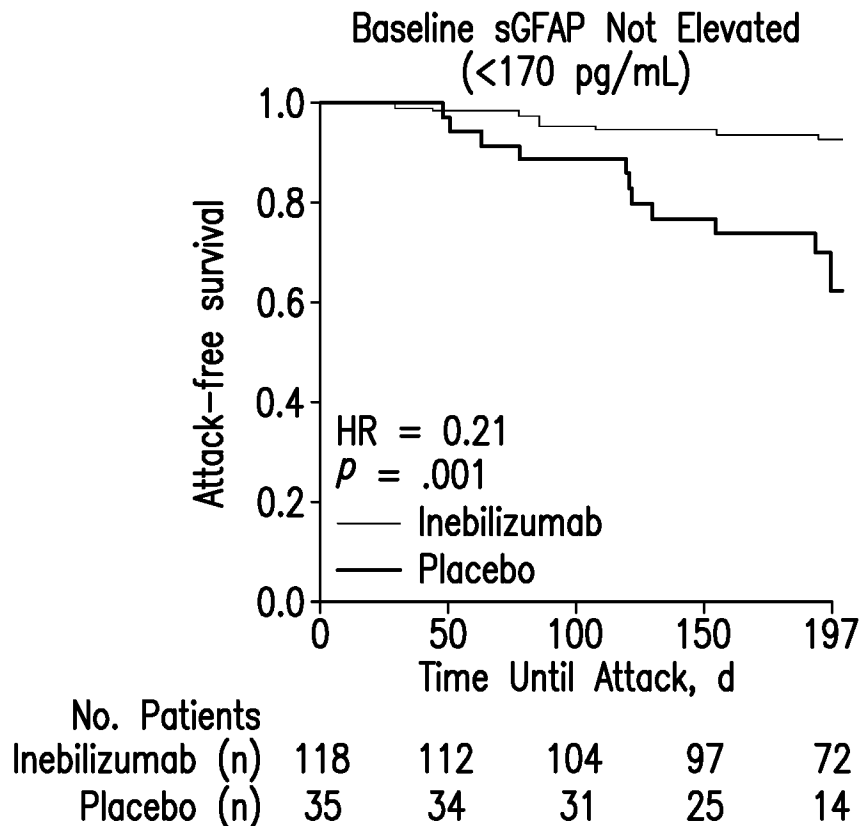 Baseline sGFAP Not Elevated
(<170 pg/mL)
1.0
0.8
0.6
0.4
0.2
0.0
Attack-free survival
HR = 0.21
p = .001
Inebilizumab
Placebo
0 50 100 150 197
Time Until Attack, d
No. Patients
Inebilizumab (n) 118 112 104 97 72
Placebo (n) 35 34 31 25 14